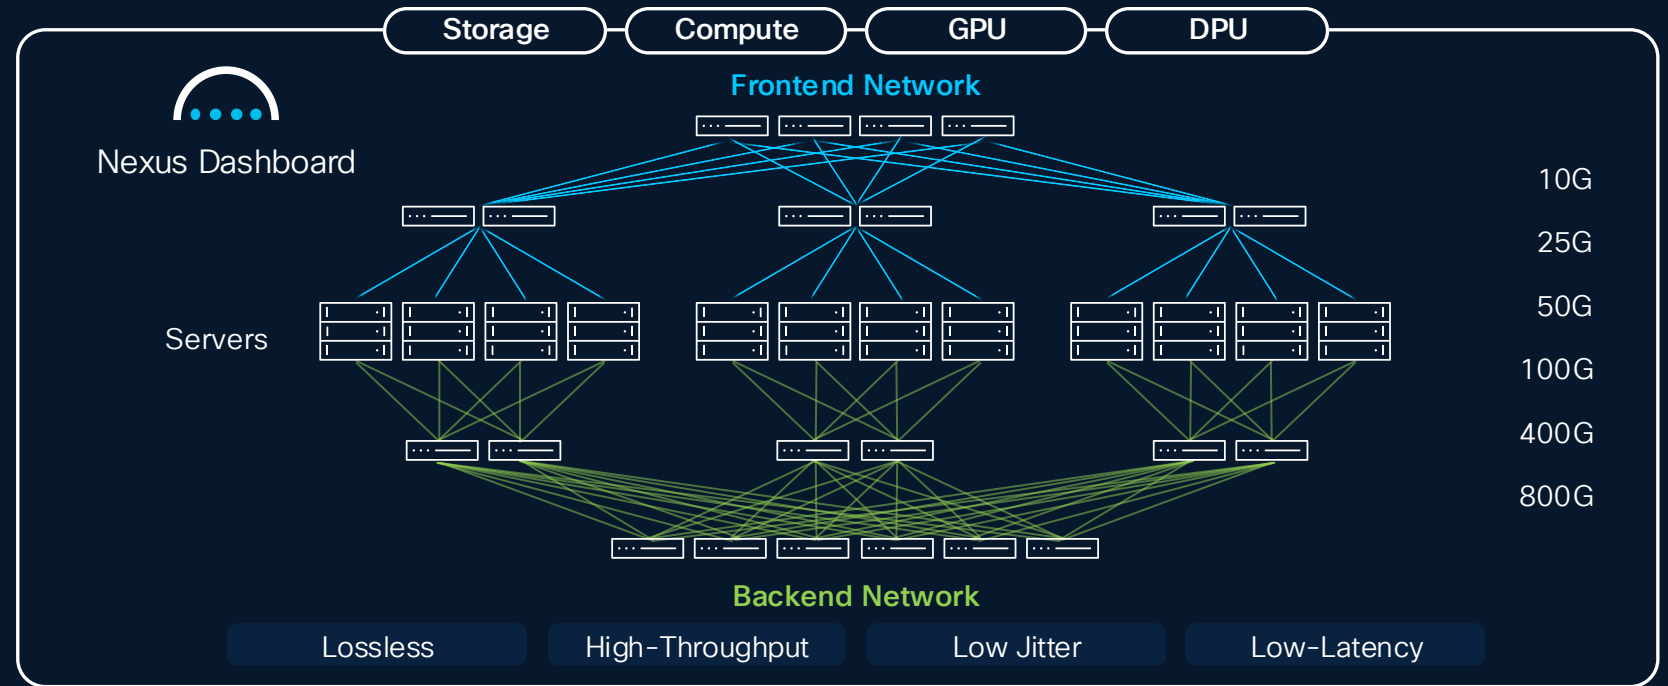 Storage
Compute
GPU
DPU
Frontend Network
Nexus Dashboard
10G
25G
50G
Servers
100G
400G
800G
Backend Network
Lossless
High-Throughput
Low Jitter
Low-Latency